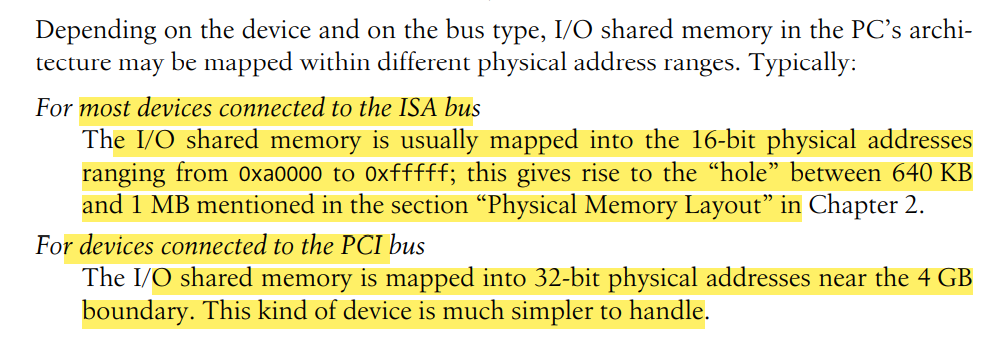 Depending on the device and on the bus type, I/O shared memory in the PC’s archi-
tecture may be mapped within different physical address ranges. Typically:
For most devices connected to the ISA bus
The I/O shared memory is usually mapped into the 16-bit physical addresses
ranging from 0xa0000 to 0xfffff; this gives rise to the “hole” between 640 KB
and 1 MB mentioned in the section “Physical Memory Layout” in Chapter 2.
For devices connected to the PCI bus
The I/O shared memory is mapped into 32-bit physical addresses near the 4 GB
boundary. This kind of device is much simpler to handle.